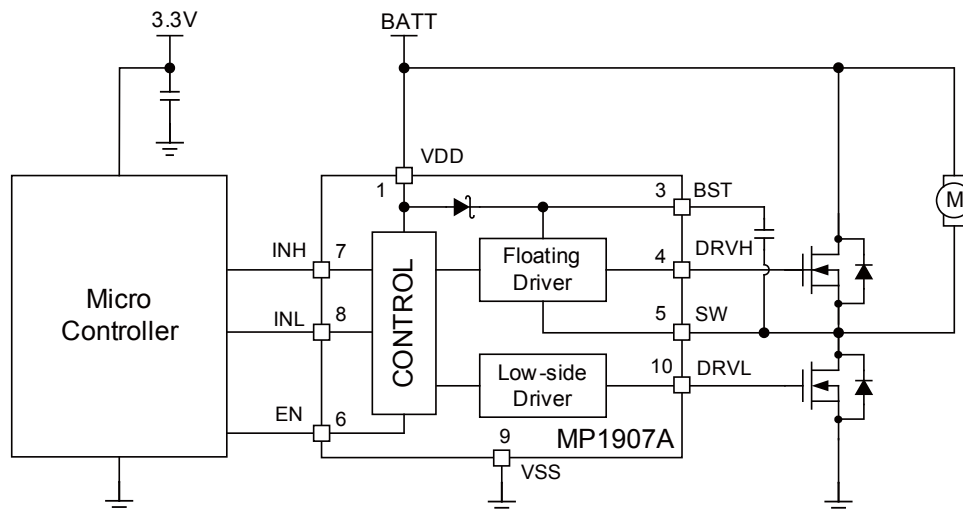 3.3V
BATT
VDD
1
3
BST
M
INH
7
Floating
Driver
4
DRVH
Micro
Controller
CONTROL
INL
8
5
SW
Low-side
Driver
10
DRVL
EN
6
MP1907A
9
VSS